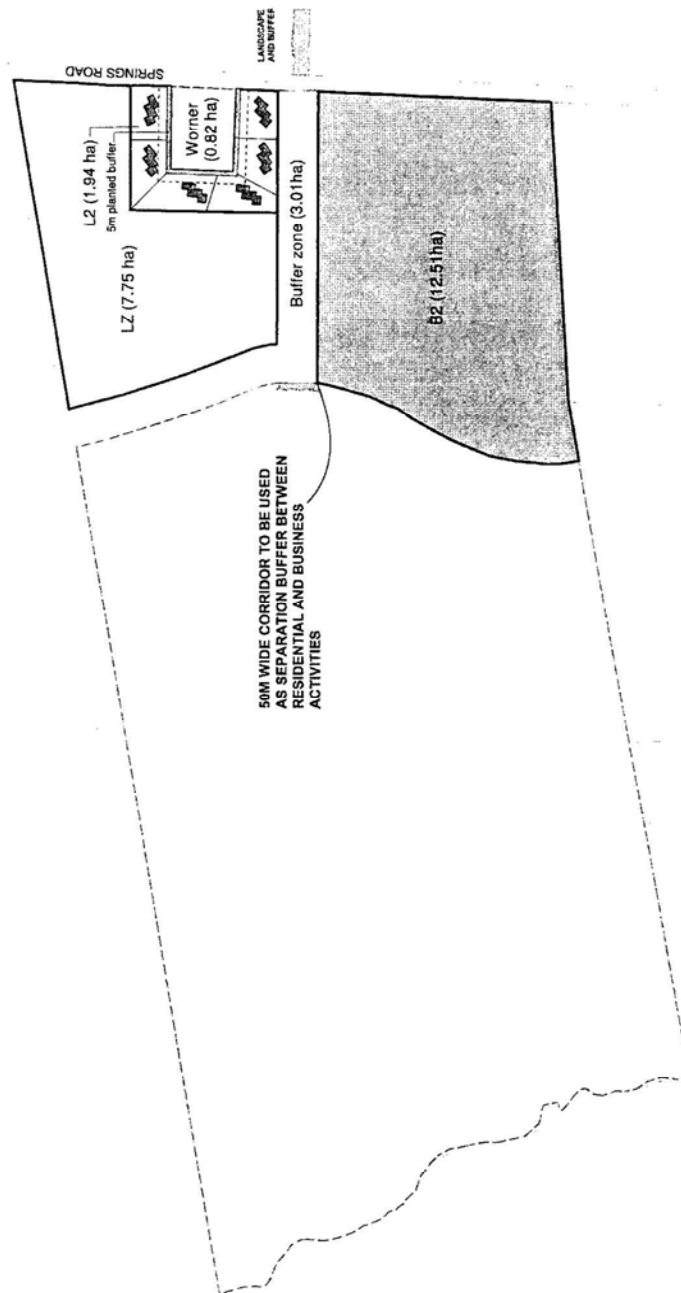 SPRINGS ROAD
LANDSCAPE
AND BUFFER
L2 (1.94 ha)
5m planted buffer
Worner
(0.82 ha)
LZ (7.75 ha)
Buffer zone (3.01ha)
B2 (12.51ha)
50M WIDE CORRIDOR TO BE USED
AS SEPARATION BUFFER BETWEEN
RESIDENTIAL AND BUSINESS
ACTIVITIES